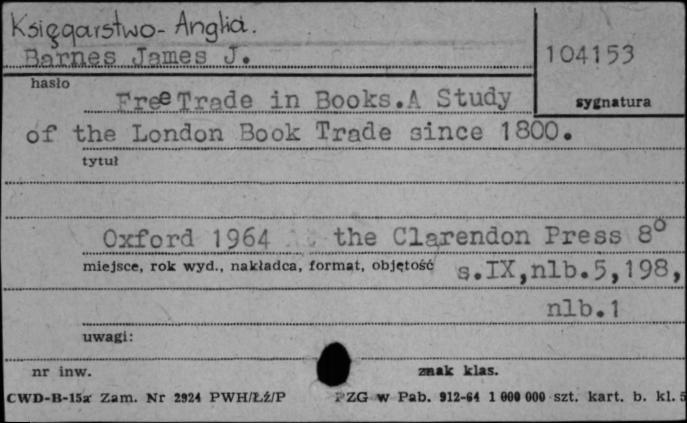 Księgarstwo - Anglia.
Barnes James J.
104153
hasło
sygnatura
Free Trade in Books. A Study
of the London Book Trade since 1800.
tytuł
Oxford 1964 the Clarendon Press 8°
miejsce, rok wyd., nakładca, format, objętość s.IX,nlb.5,198,
nlb.1
uwagi:
nr inw. znak klas.
CWD-B-15a Zam. Nr 2924 PWH/Łź/P PZG w Pab. 912-64 1 000 000 szt. kart. b. kl. 5